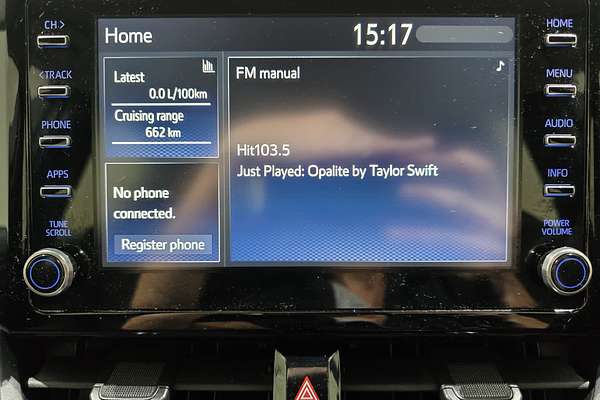 CH >
< TRACK
PHONE
APPS
TUNE
SCROLL
Home
15:17
Latest
0.0 L/100km
Cruising range
662 km
No phone
connected.
Register phone
FM manual
Hit103.5
Just Played: Opalite by Taylor Swift
HOME
MENU
AUDIO
INFO
POWER
VOLUME